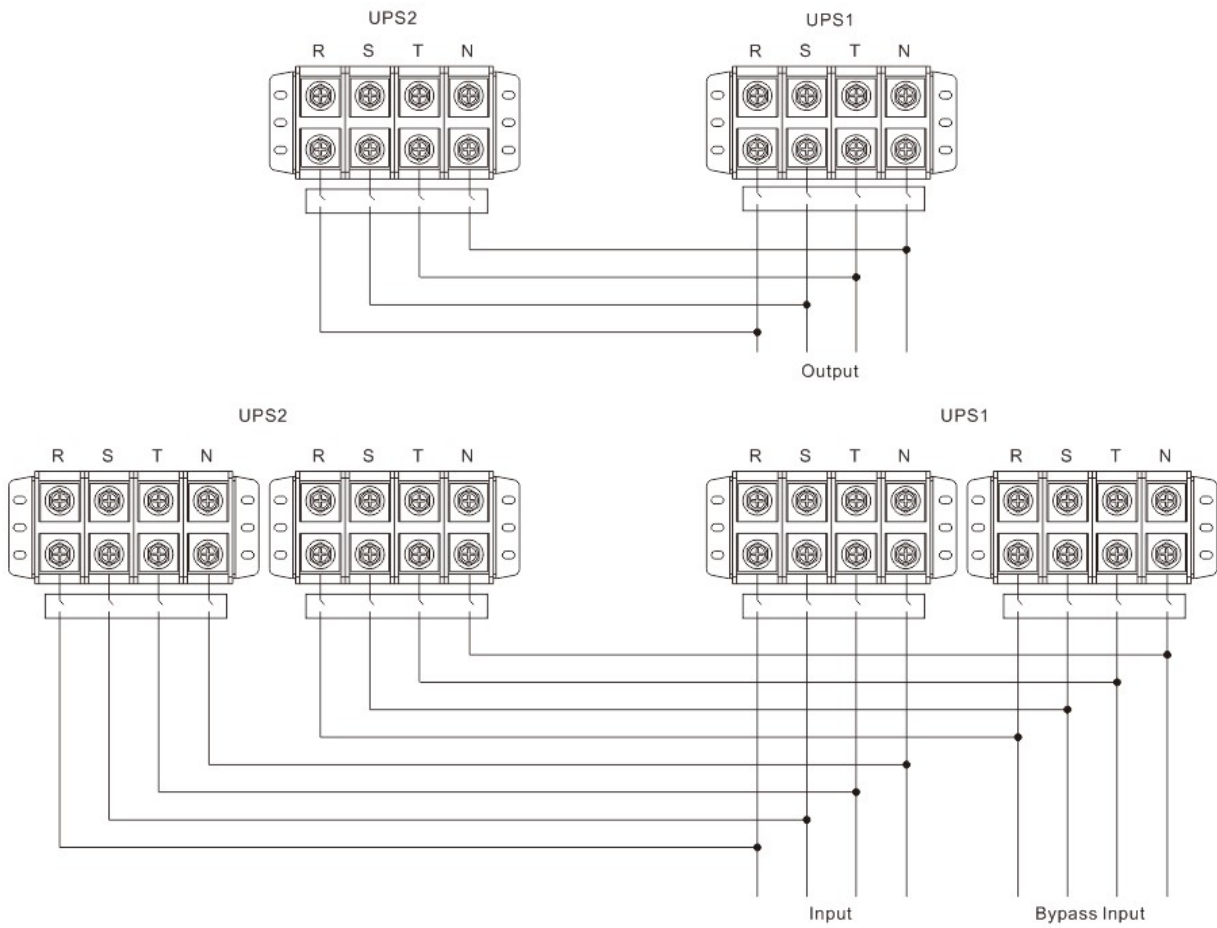 UPS2 UPS1
R S T N R S T N
Output
UPS2 UPS1
R S T N R S T N R S T N R S T N
Input Bypass Input